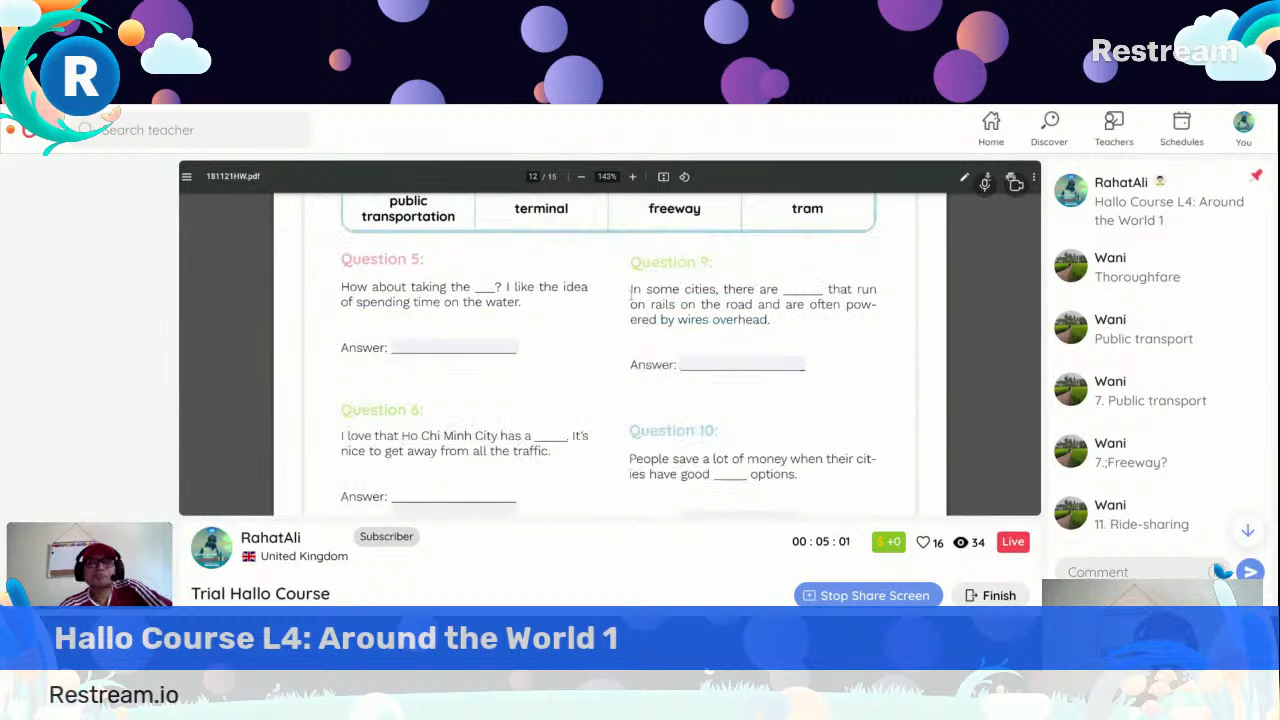 R
Restream
Search teacher
Home
Discover
Teachers
Schedules
You
181121HW.pdf
12 / 15
143%
public
transportation
terminal
freeway
tram
Question 5:
How about taking the ___? I like the idea
of spending time on the water.
Answer: ____________
Question 6:
I love that Ho Chi Minh City has a _____. It's
nice to get away from all the traffic.
Answer: ____________
Question 9:
In some cities, there are ______ that run
on rails on the road and are often pow-
ered by wires overhead.
Answer: ____________
Question 10:
People save a lot of money when their cit-
ies have good _____ options.
RahatAli
Hallo Course L4: Around
the World 1
Wani
Thoroughfare
Wani
Public transport
Wani
7. Public transport
Wani
7.;Freeway?
Wani
11. Ride-sharing
Comment
RahatAli
Subscriber
United Kingdom
00 : 05 : 01
$ +0
16
34
Live
Trial Hallo Course
Stop Share Screen
Finish
Hallo Course L4: Around the World 1
Restream.io